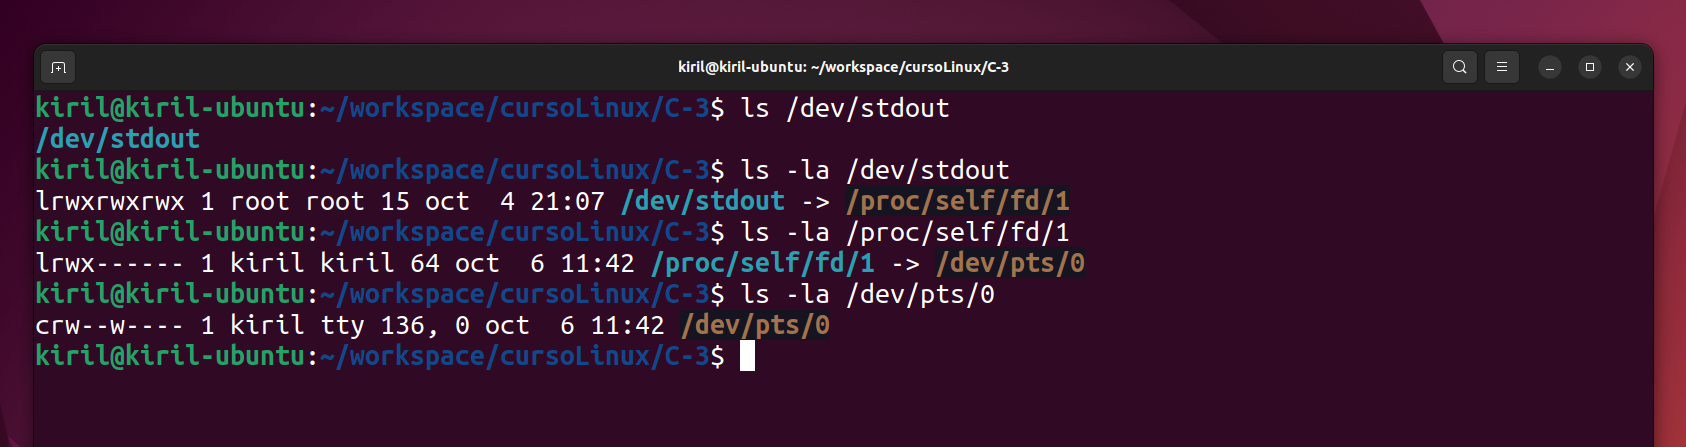 kiril@kiril-ubuntu: ~/workspace/cursoLinux/C-3
kiril@kiril-ubuntu:~/workspace/cursoLinux/C-3$ ls /dev/stdout
/dev/stdout
kiril@kiril-ubuntu:~/workspace/cursoLinux/C-3$ ls -la /dev/stdout
lrwxrwxrwx 1 root root 15 oct  4 21:07 /dev/stdout -> /proc/self/fd/1
kiril@kiril-ubuntu:~/workspace/cursoLinux/C-3$ ls -la /proc/self/fd/1
lrwx------ 1 kiril kiril 64 oct  6 11:42 /proc/self/fd/1 -> /dev/pts/0
kiril@kiril-ubuntu:~/workspace/cursoLinux/C-3$ ls -la /dev/pts/0
crw--w---- 1 kiril tty 136, 0 oct  6 11:42 /dev/pts/0
kiril@kiril-ubuntu:~/workspace/cursoLinux/C-3$